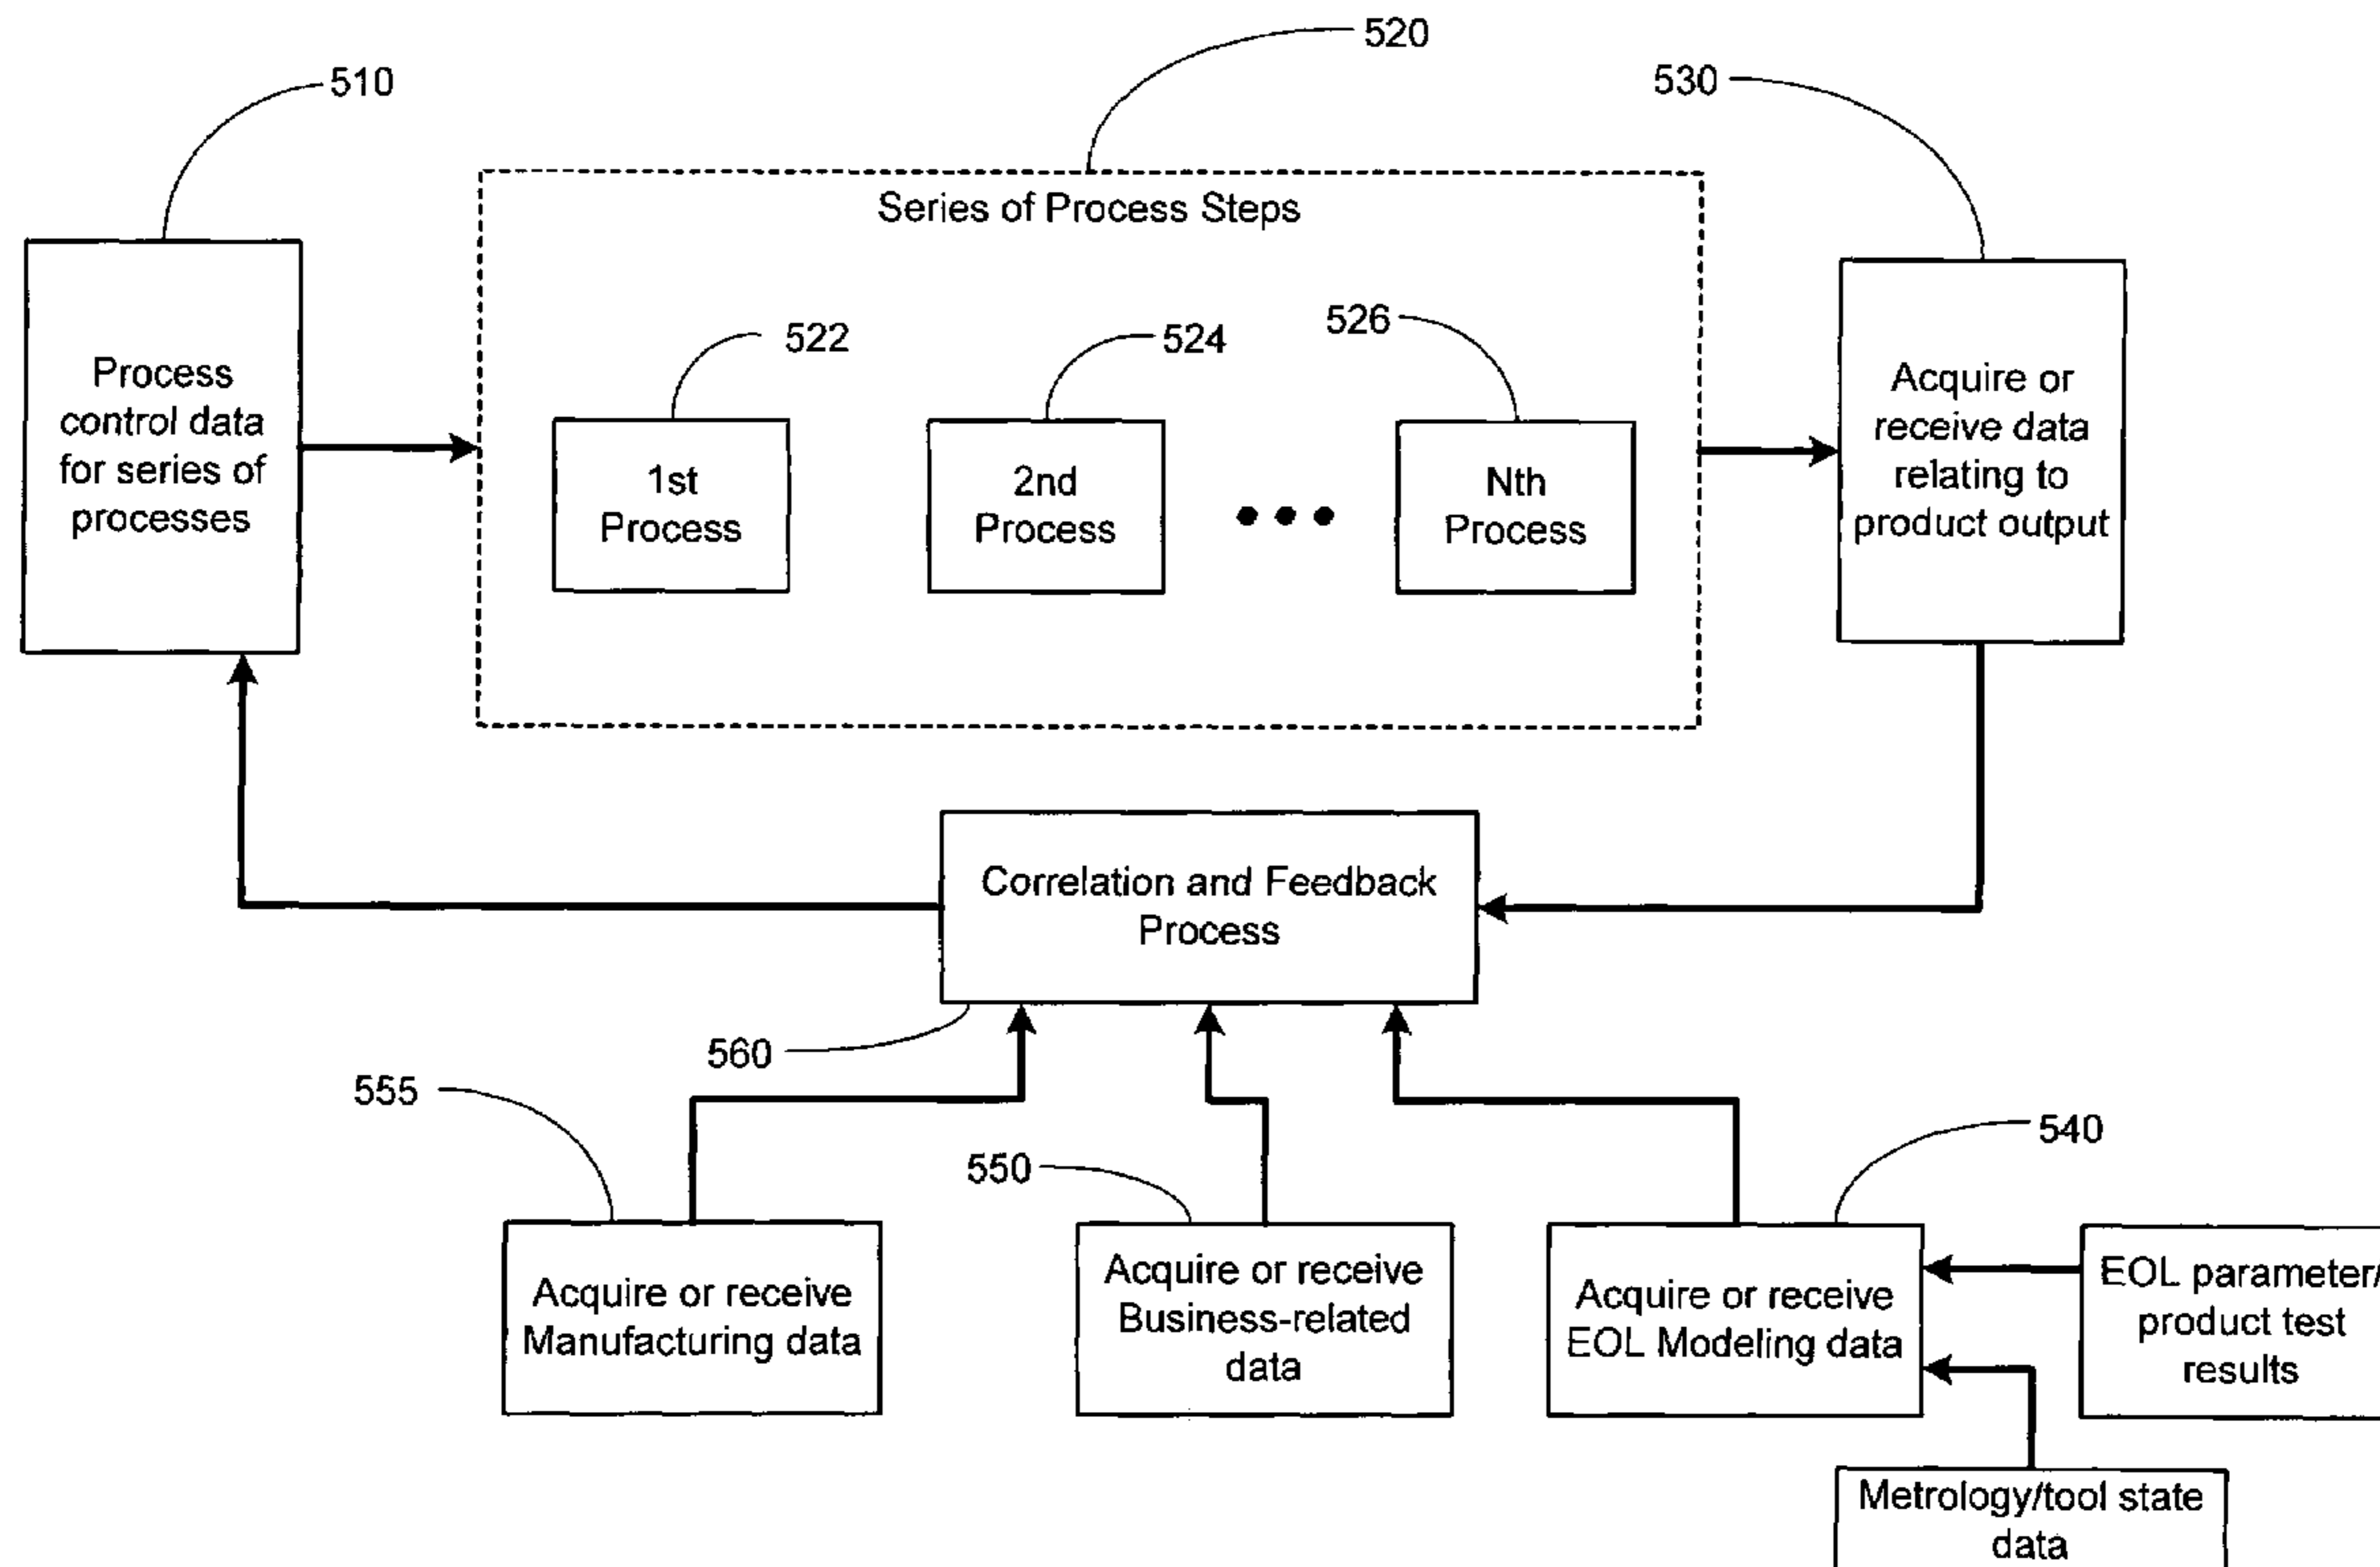 520
510
530
Series of Process Steps
522
524
526
Process
control data
for series of
processes
1st
Process
2nd
Process
Nth
Process
Acquire or
receive data
relating to
product output
Correlation and Feedback
Process
560
555
550
540
Acquire or receive
Manufacturing data
Acquire or receive
Business-related
data
Acquire or receive
EOL Modeling data
EOL parameter/
product test
results
Metrology/tool state
data